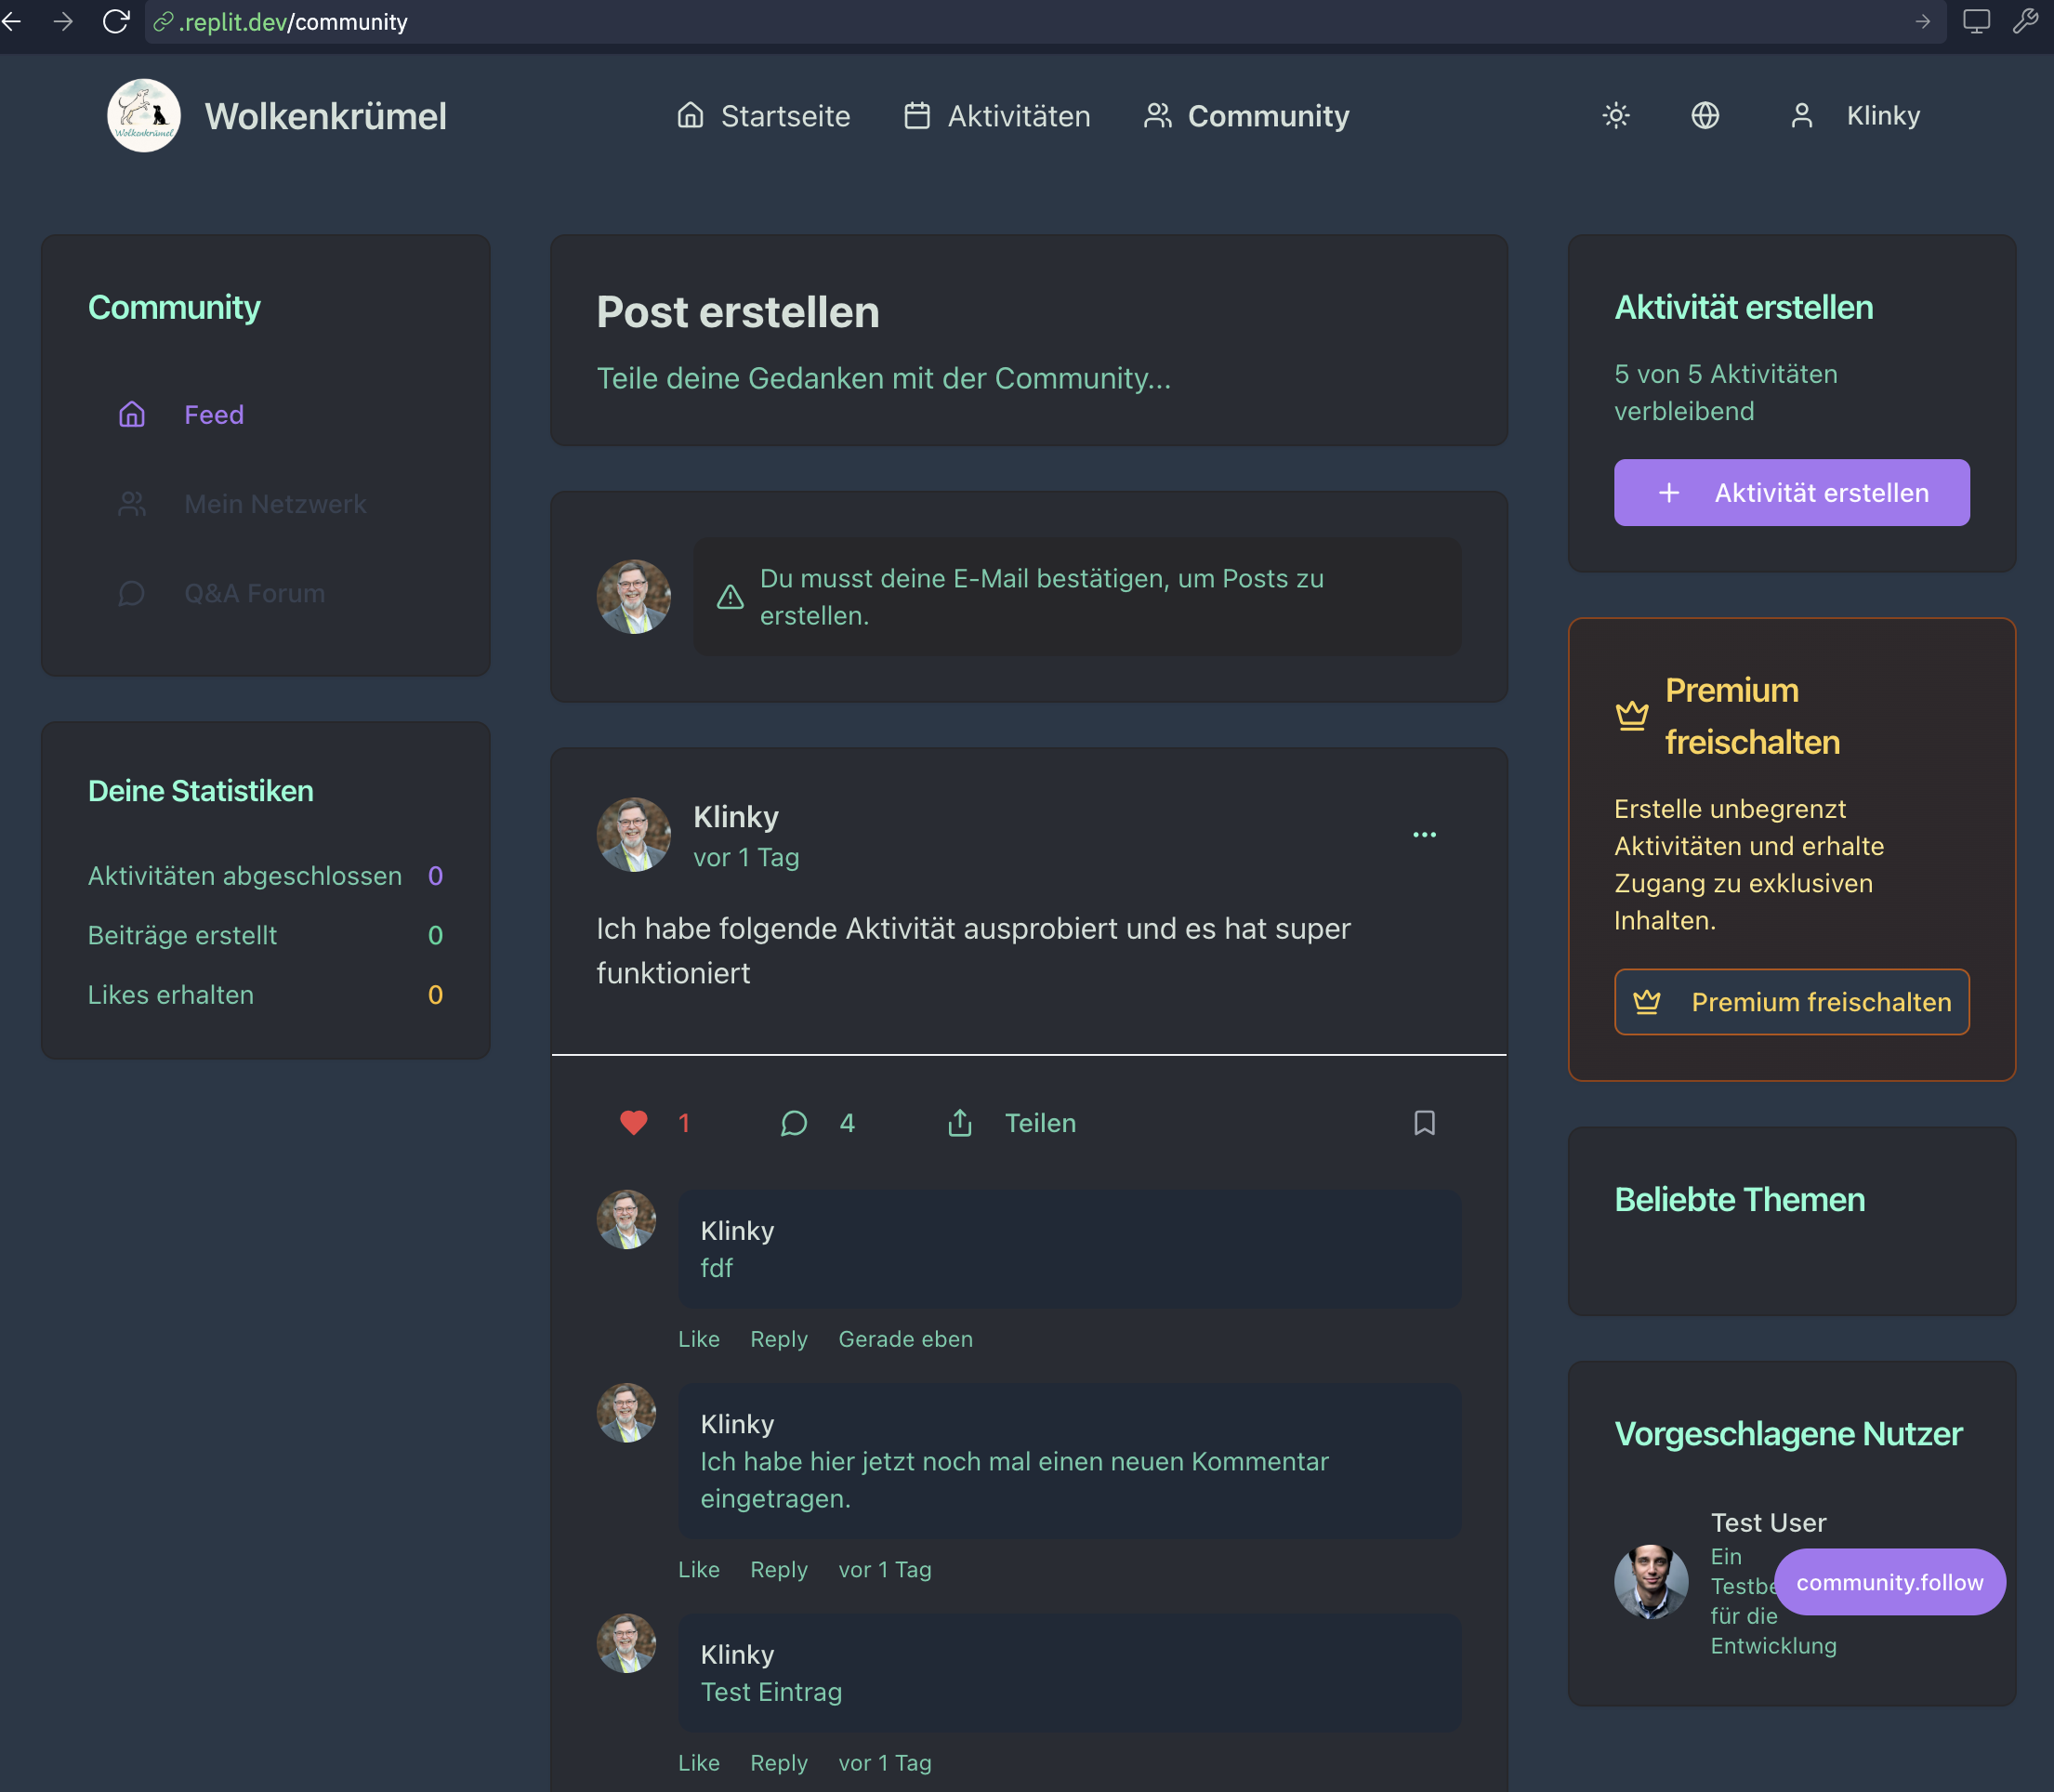 .replit.dev/community
Wolkenkrümel
Wolkenkrümel
Startseite
Aktivitäten
Community
Klinky
Community
Feed
Mein Netzwerk
Q&A Forum
Deine Statistiken
Aktivitäten abgeschlossen 0
Beiträge erstellt 0
Likes erhalten 0
Post erstellen
Teile deine Gedanken mit der Community...
Du musst deine E-Mail bestätigen, um Posts zu
erstellen.
Klinky
vor 1 Tag
Ich habe folgende Aktivität ausprobiert und es hat super
funktioniert
1 4 Teilen
Klinky
fdf
Like Reply Gerade eben
Klinky
Ich habe hier jetzt noch mal einen neuen Kommentar
eingetragen.
Like Reply vor 1 Tag
Klinky
Test Eintrag
Like Reply vor 1 Tag
Aktivität erstellen
5 von 5 Aktivitäten
verbleibend
Aktivität erstellen
Premium
freischalten
Erstelle unbegrenzt
Aktivitäten und erhalte
Zugang zu exklusiven
Inhalten.
Premium freischalten
Beliebte Themen
Vorgeschlagene Nutzer
Test User
Ein
für die
Entwicklung
community.follow